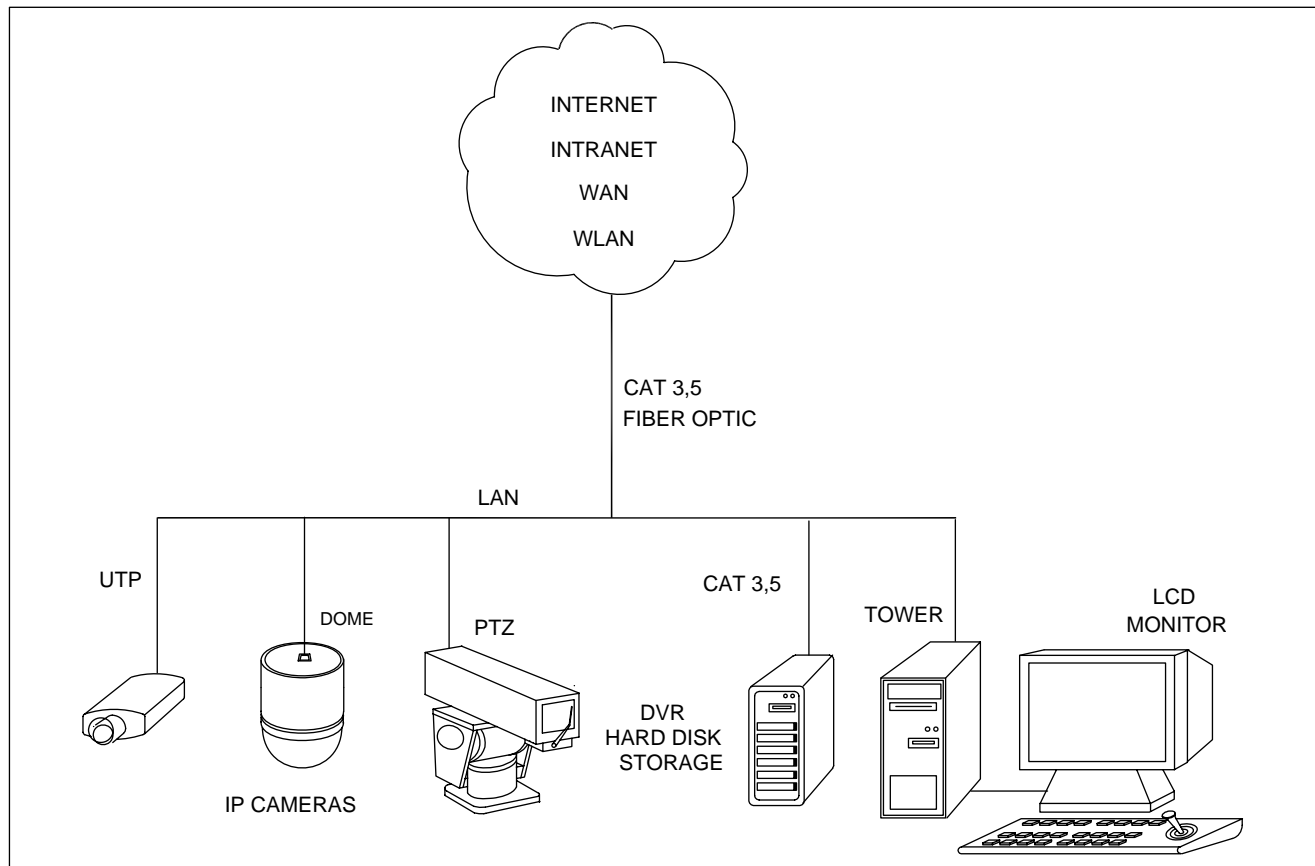 INTERNET
INTRANET
WAN
WLAN
CAT 3,5
FIBER OPTIC
LAN
UTP
CAT 3,5
DOME
PTZ
TOWER
LCD
MONITOR
DVR
HARD DISK
STORAGE
IP CAMERAS